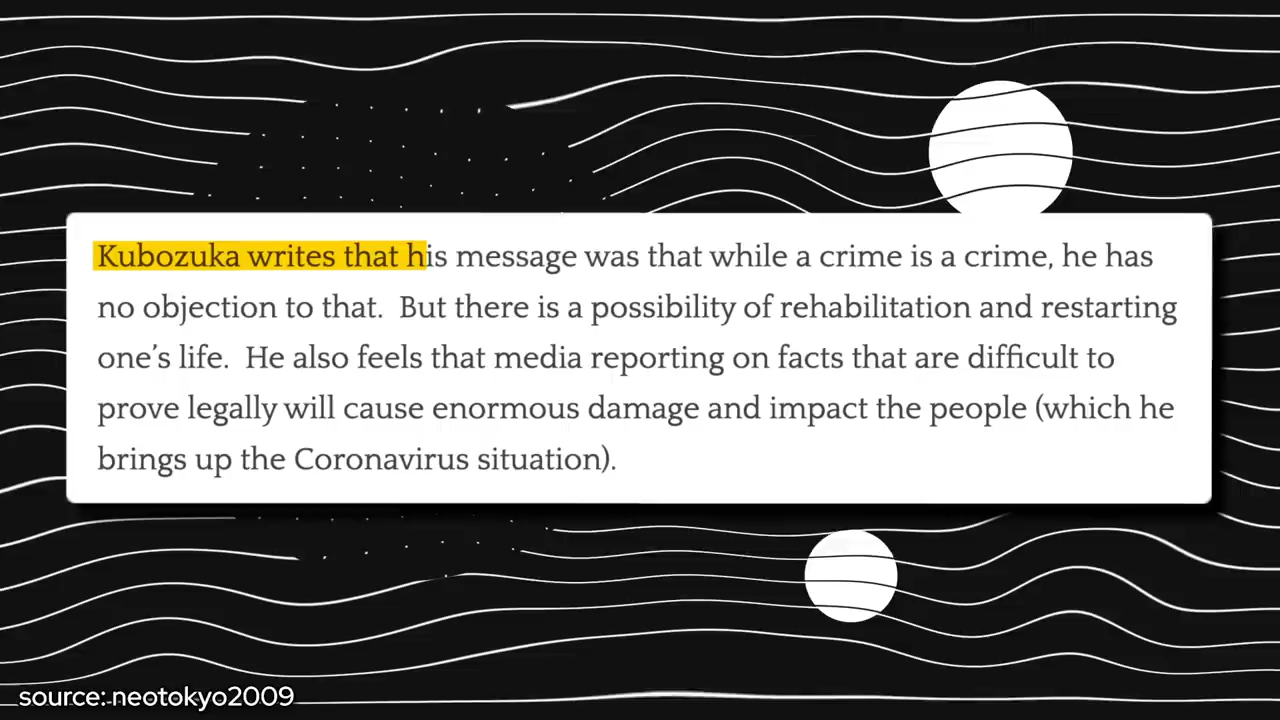 Kubozuka writes that his message was that while a crime is a crime, he has
no objection to that.  But there is a possibility of rehabilitation and restarting
one’s life.  He also feels that media reporting on facts that are difficult to
prove legally will cause enormous damage and impact the people (which he
brings up the Coronavirus situation).
source: neotokyo2009